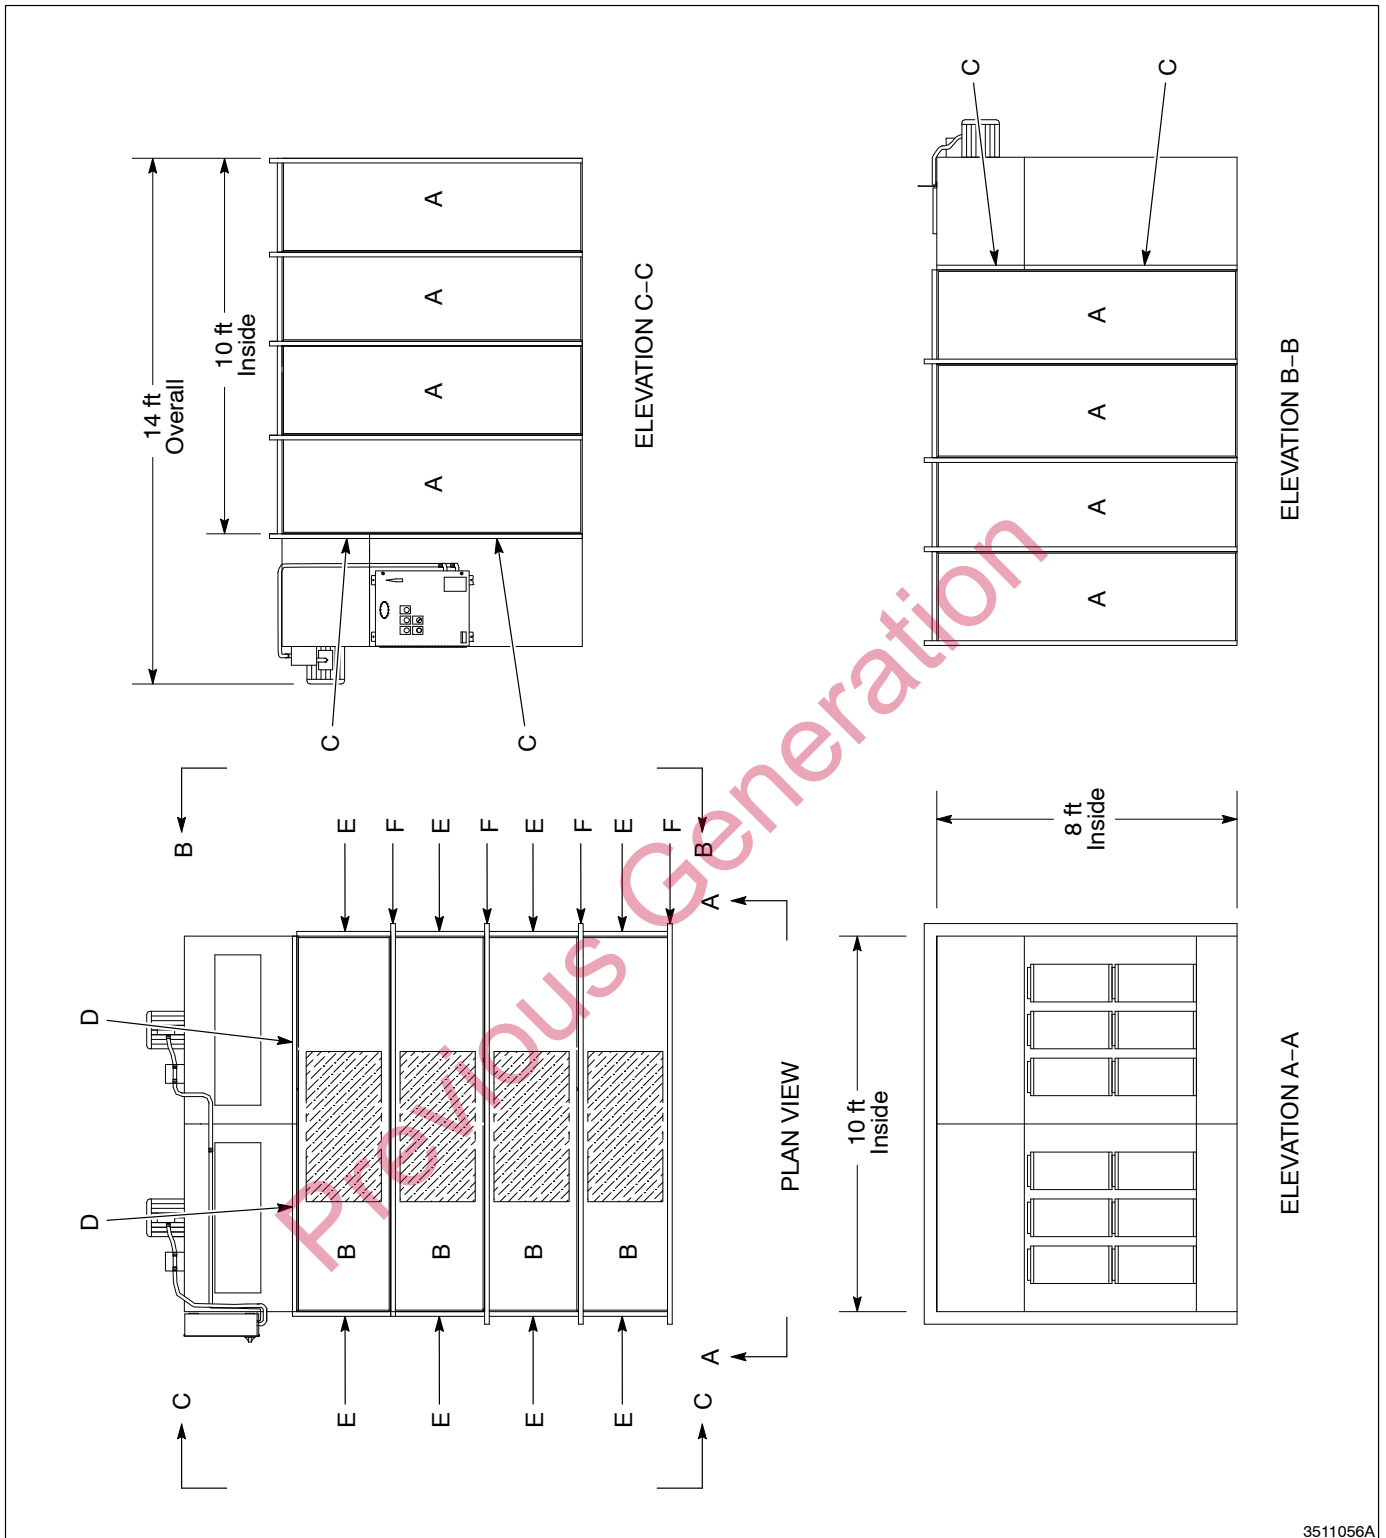 D
D
C
B
E
B
E
F
E
B
E
F
E
B
E
F
E
B
E
F
C
A
A
B
PLAN VIEW
14 ft
Overall
10 ft
Inside
C
C
A
A
A
A
ELEVATION C–C
10 ft
Inside
8 ft
Inside
ELEVATION A–A
C
C
A
A
A
A
ELEVATION B–B
Previous Generation
3511056A